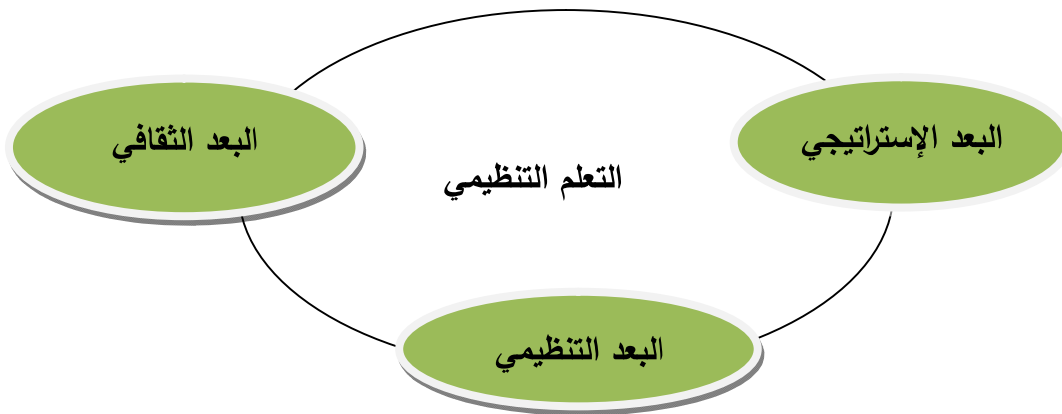 البعد الإستراتيجي
البعد الثقافي
التعلم التنظيمي
البعد التنظيمي